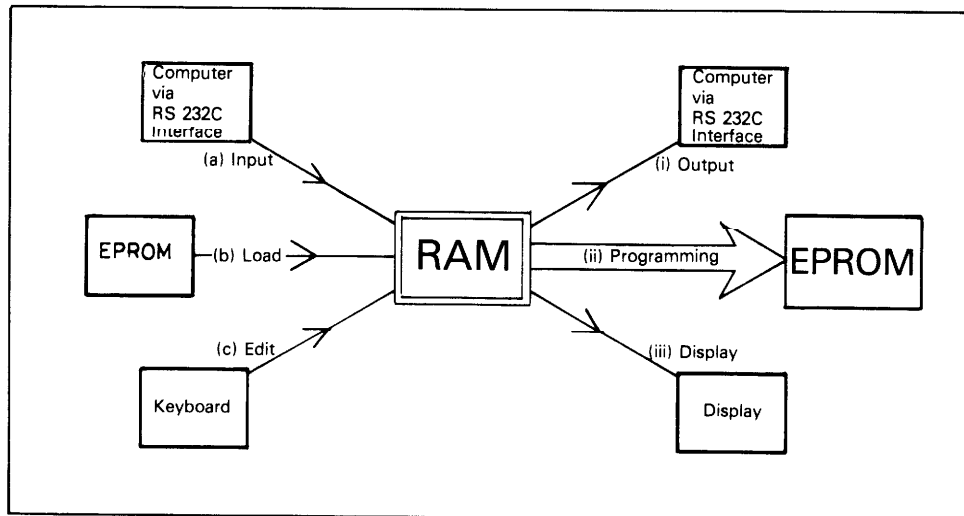 Computer
via
RS 232C
Interface
(a) Input
Computer
via
RS 232C
Interface
(i) Output
EPROM
(b) Load
RAM
(ii) Programming
EPROM
(c) Edit
Keyboard
(iii) Display
Display